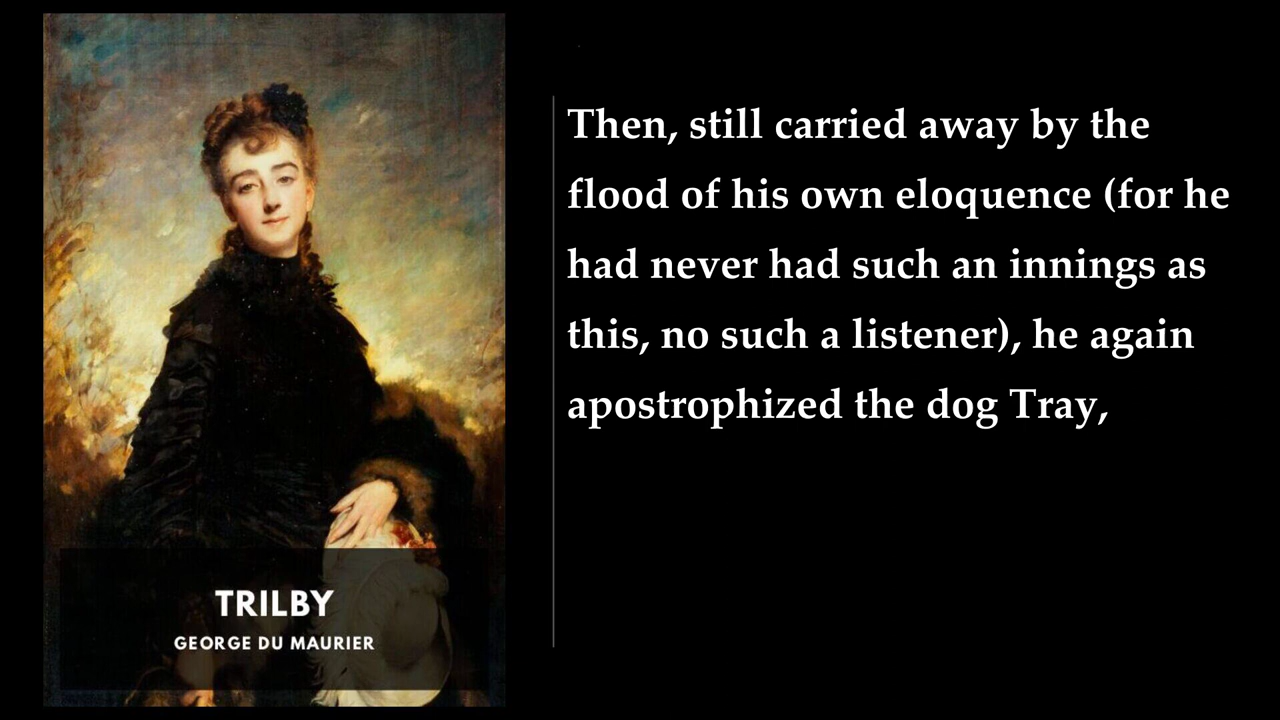 Then, still carried away by the
flood of his own eloquence (for he
had never had such an innings as
this, no such a listener), he again
apostrophized the dog Tray,
TRILBY
GEORGE DU MAURIER